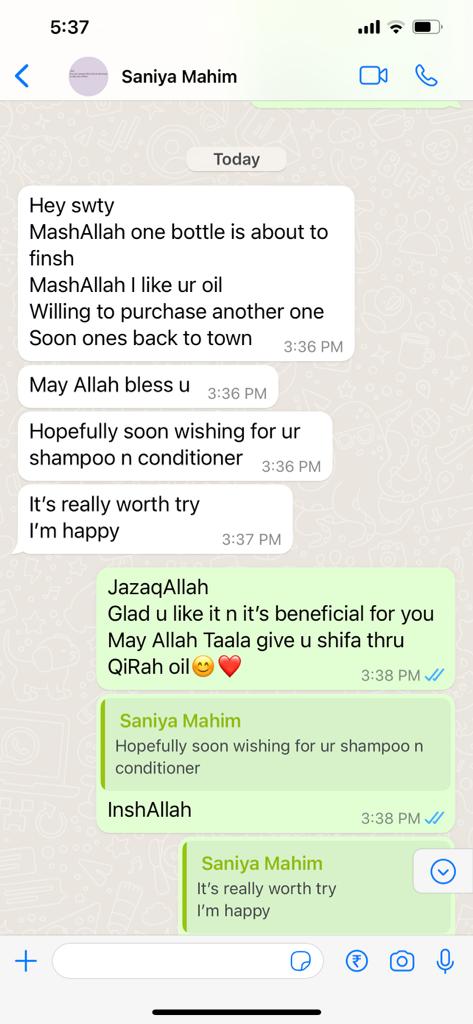 5:37
Saniya Mahim
Today
Hey swty
MashAllah one bottle is about to
finsh
MashAllah I like ur oil
Willing to purchase another one
Soon ones back to town
3:36 PM
May Allah bless u
3:36 PM
Hopefully soon wishing for ur
shampoo n conditioner
3:36 PM
It's really worth try
I'm happy
3:37 PM
JazaqAllah
Glad u like it n it's beneficial for you
May Allah Taala give u shifa thru
QiRah oil😊❤️
3:38 PM
Saniya Mahim
Hopefully soon wishing for ur shampoo n
conditioner
InshAllah
3:38 PM
Saniya Mahim
It's really worth try
I'm happy